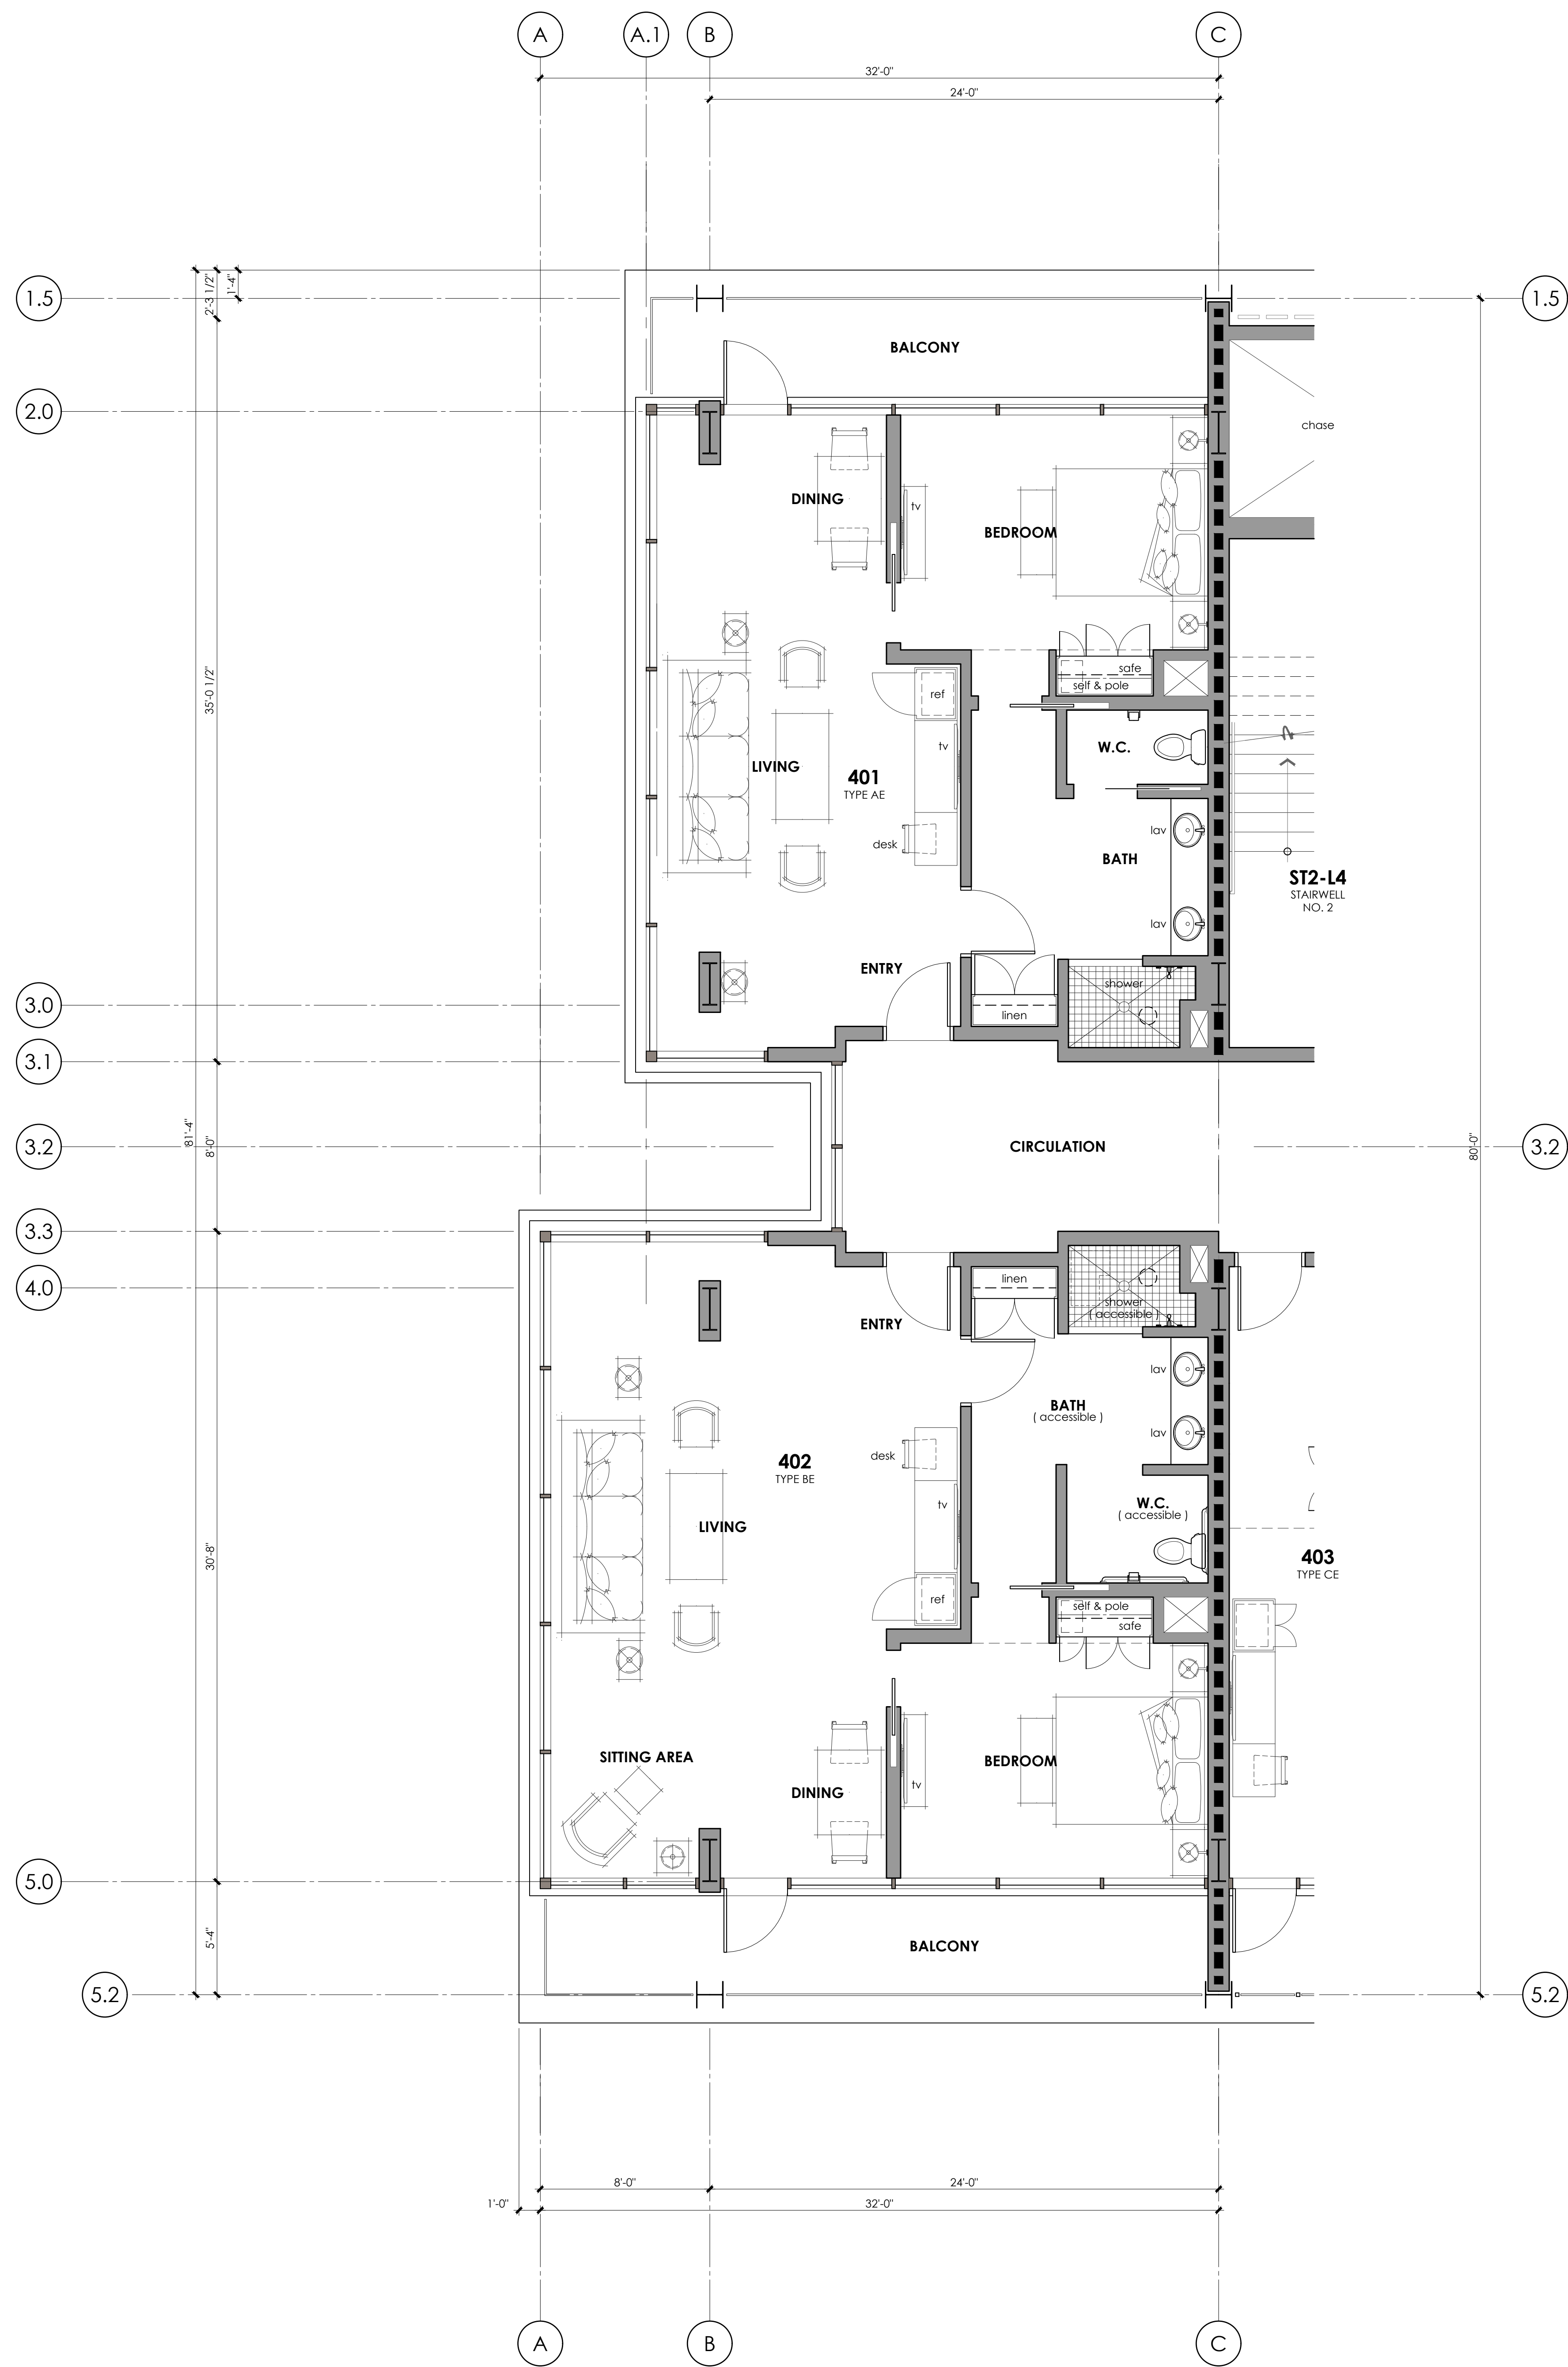 A
A.1
B
C
32'-0"
24'-0"
1.5
2'-3 1/2"
1'-4"
1.5
BALCONY
2.0
chase
DINING
tv
BEDROOM
35'-0 1/2"
safe
self & pole
ref
tv
W.C.
LIVING
401
TYPE AE
lav
desk
BATH
ST2-L4
STAIRWELL
NO. 2
lav
ENTRY
shower
3.0
linen
3.1
81'-4"
8'-0"
3.2
CIRCULATION
80'-0"
3.2
3.3
4.0
linen
shower
( accessible )
ENTRY
lav
BATH
( accessible )
lav
402
TYPE BE
desk
tv
W.C.
( accessible )
LIVING
30'-8"
403
TYPE CE
ref
self & pole
safe
SITTING AREA
BEDROOM
tv
DINING
5.0
5'-4"
BALCONY
5.2
5.2
8'-0"
24'-0"
1'-0"
32'-0"
A
B
C